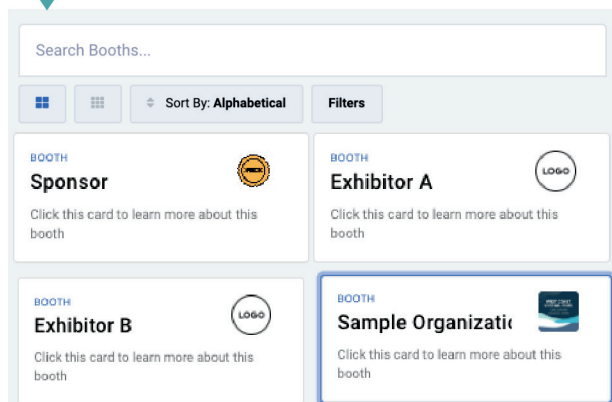 Search Booths...
Sort By: Alphabetical Filters
BOOTH
Sponsor
Click this card to learn more about this
booth
BOOTH
Exhibitor A
LOGO
Click this card to learn more about this
booth
BOOTH
Exhibitor B
LOGO
Click this card to learn more about this
booth
BOOTH
Sample Organizatic
Click this card to learn more about this
booth